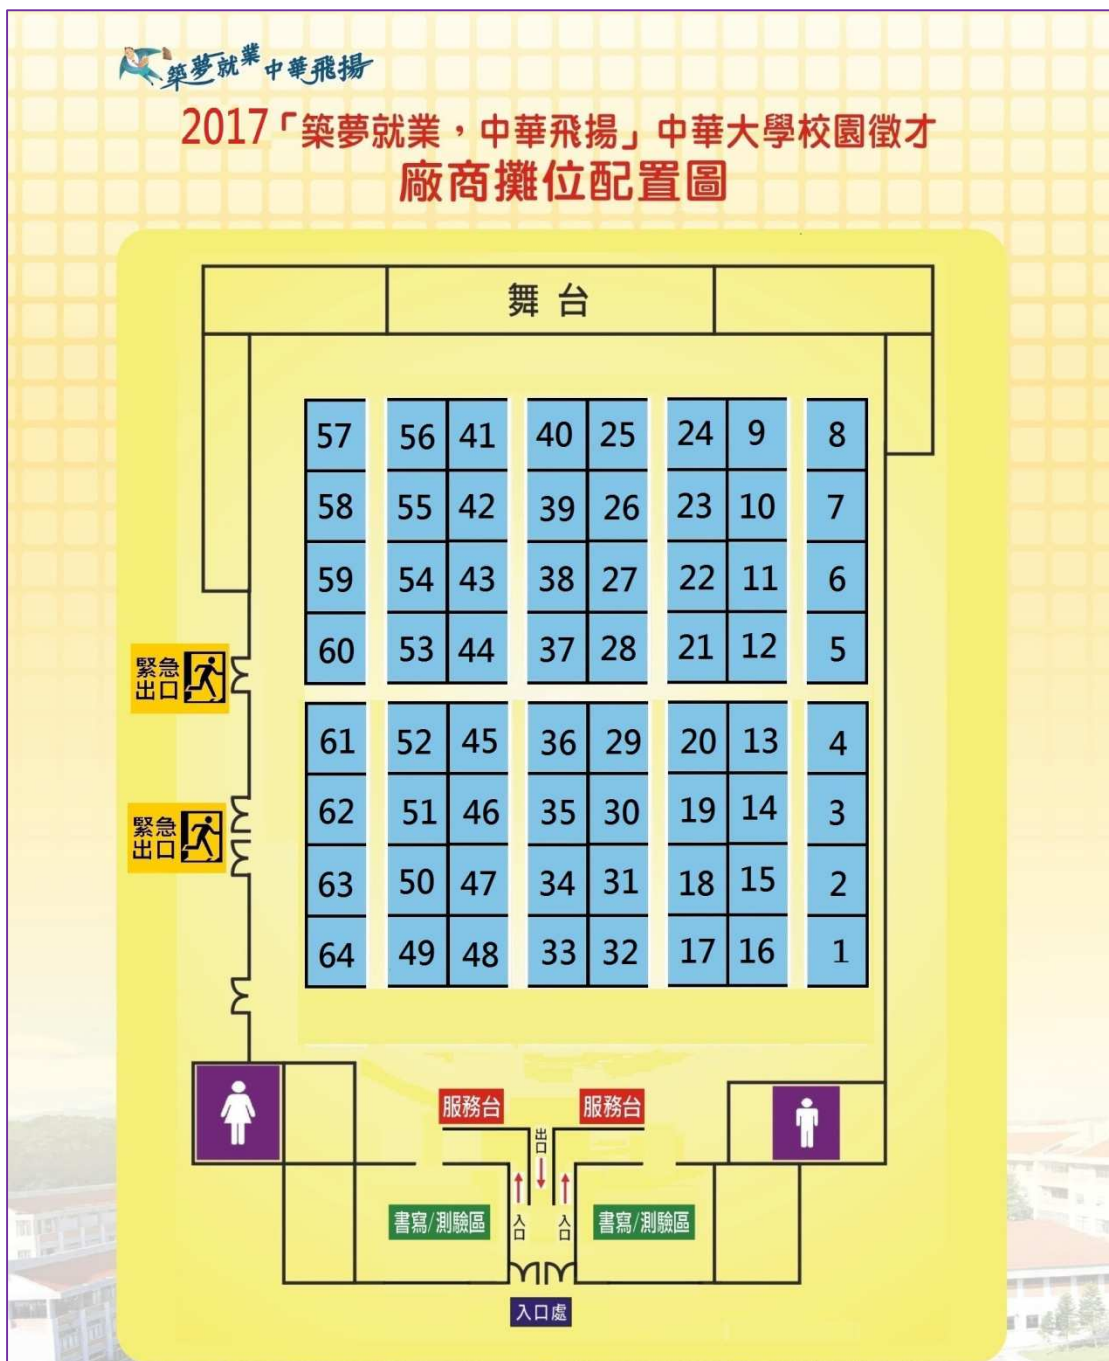 築夢就業 中華飛揚
2017「築夢就業，中華飛揚」中華大學校園徵才
廠商攤位配置圖
舞台
57 56 41 40 25 24 9 8
58 55 42 39 26 23 10 7
59 54 43 38 27 22 11 6
60 53 44 37 28 21 12 5
緊急
出口
61 52 45 36 29 20 13 4
62 51 46 35 30 19 14 3
緊急
出口
63 50 47 34 31 18 15 2
64 49 48 33 32 17 16 1
服務台 服務台
出口
書寫/測驗區 入口 入口 書寫/測驗區
入口處